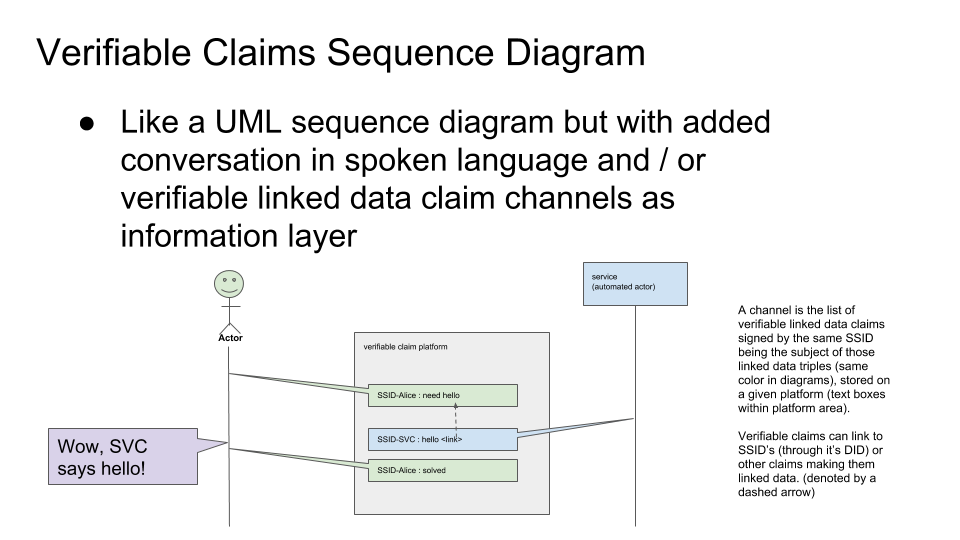 Verifiable Claims Sequence Diagram
● Like a UML sequence diagram but with added
conversation in spoken language and / or
verifiable linked data claim channels as
information layer
service
(automated actor)
Actor
verifiable claim platform
SSID-Alice : need hello
SSID-SVC : hello <link>
SSID-Alice : solved
Wow, SVC
says hello!
A channel is the list of
verifiable linked data claims
signed by the same SSID
being the subject of those
linked data triples (same
color in diagrams), stored on
a given platform (text boxes
within platform area).
Verifiable claims can link to
SSID's (through it's DID) or
other claims making them
linked data. (denoted by a
dashed arrow)